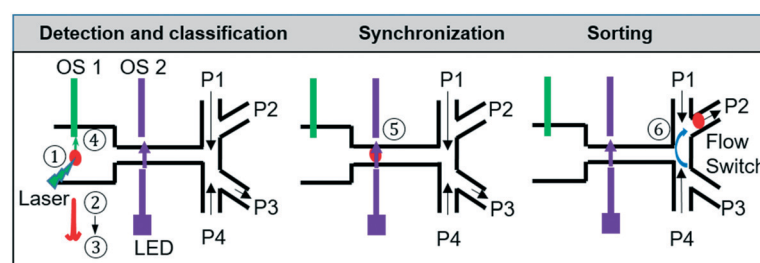 Detection and classification
Synchronization
Sorting
OS 1
OS 2
P1
P2
④
①
Laser
②
③
LED
P3
P4
P1
P2
⑤
P3
P4
P1
P2
⑥
Flow
Switch
P3
P4